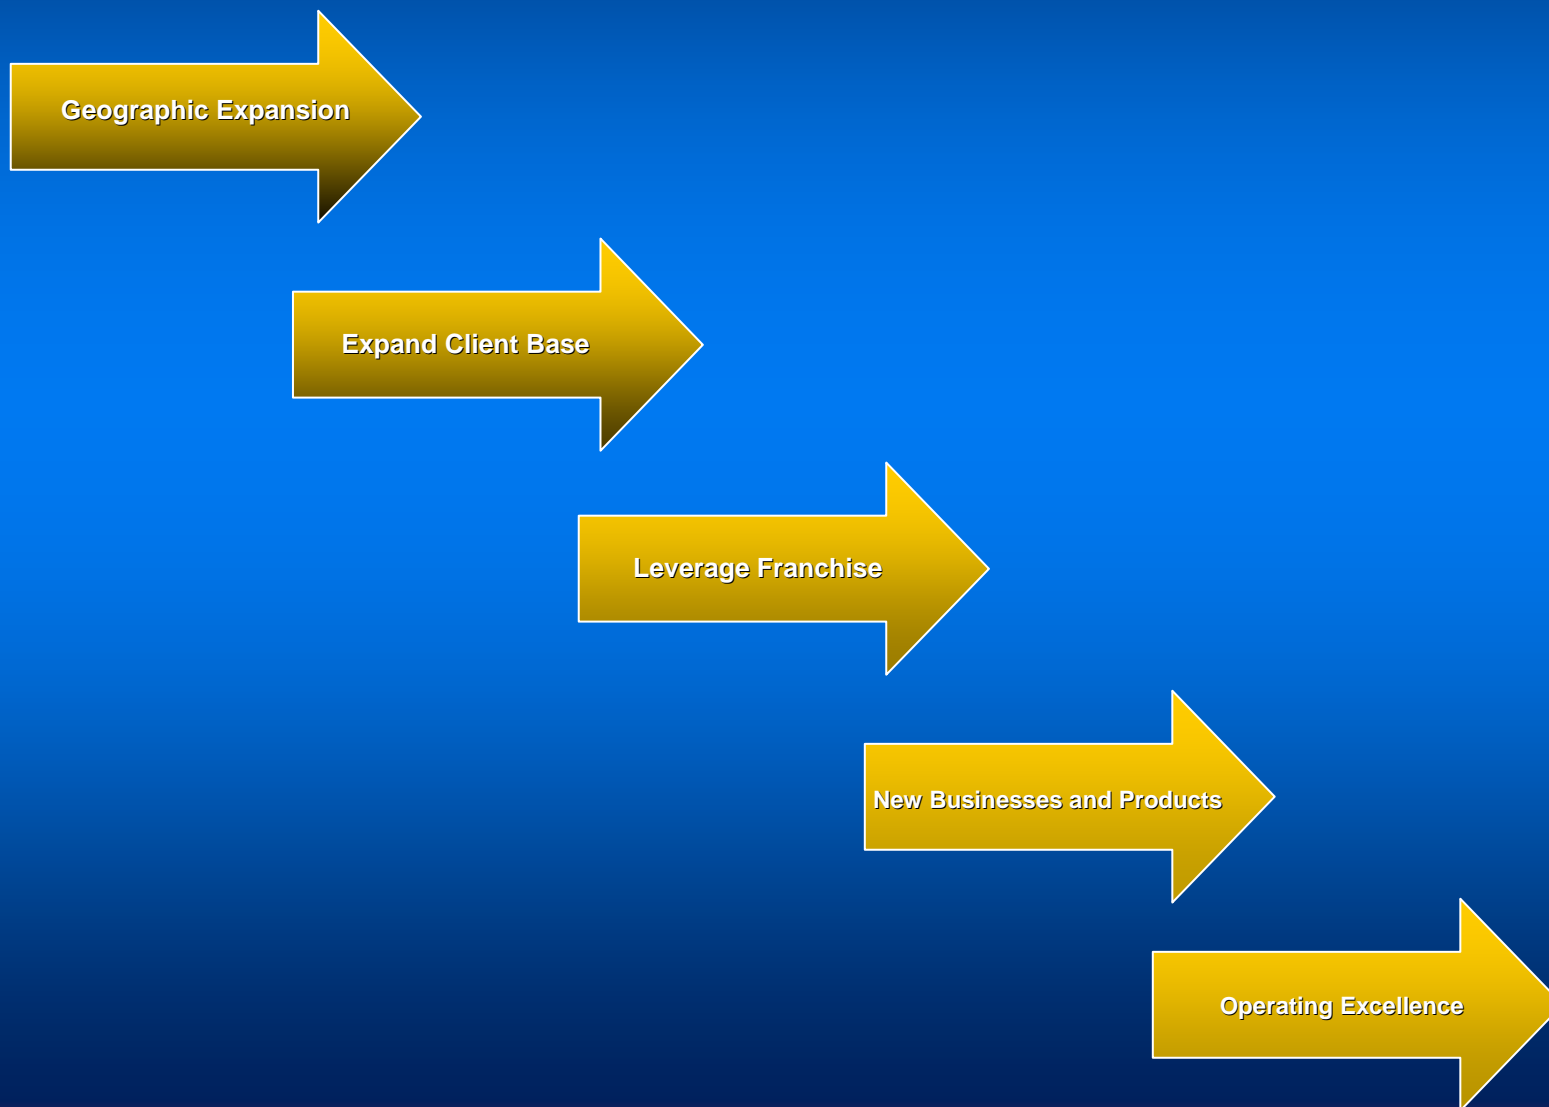 Geographic Expansion
Expand Client Base
Leverage Franchise
New Businesses and Products
Operating Excellence